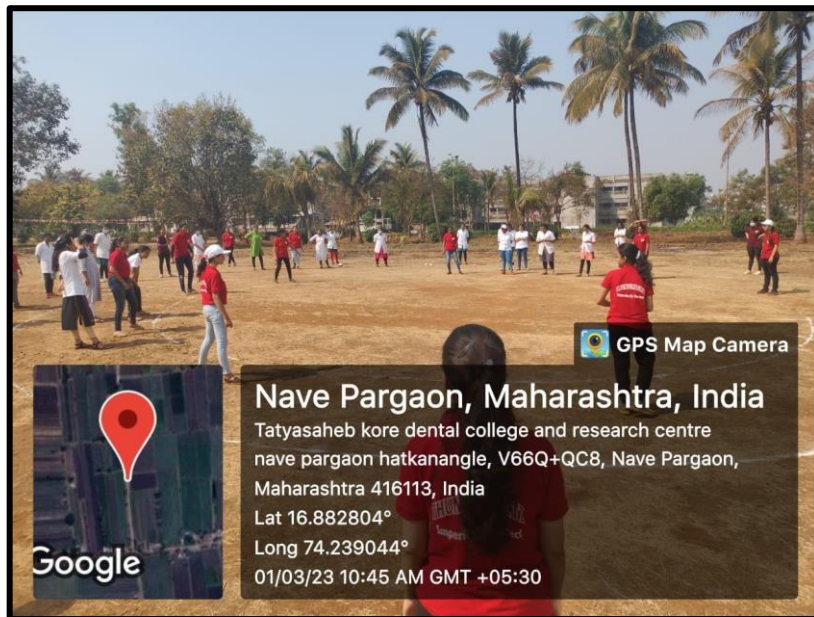 GPS Map Camera
Nave Pargaon, Maharashtra, India
Tatyasaheb kore dental college and research centre
nave pargaon hatkanangle, V66Q+QC8, Nave Pargaon,
Maharashtra 416113, India
Lat 16.882804°
Long 74.239044°
01/03/23 10:45 AM GMT +05:30
Google